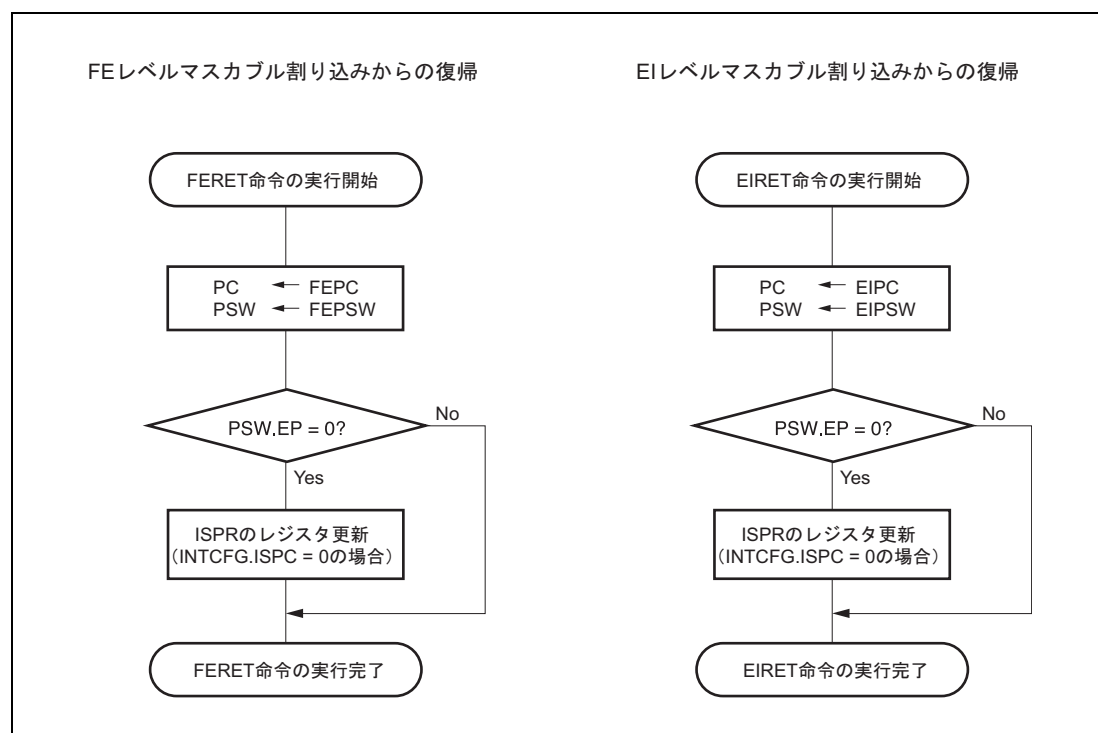 FEレベルマスカブル割り込みからの復帰
FERET命令の実行開始
PC ← FEPC
PSW ← FEPSW
PSW.EP = 0?
No
Yes
ISPRのレジスタ更新
(INTCFG.ISPC = 0の場合)
FERET命令の実行完了
EIレベルマスカブル割り込みからの復帰
EIRET命令の実行開始
PC ← EIPC
PSW ← EIPSW
PSW.EP = 0?
No
Yes
ISPRのレジスタ更新
(INTCFG.ISPC = 0の場合)
EIRET命令の実行完了